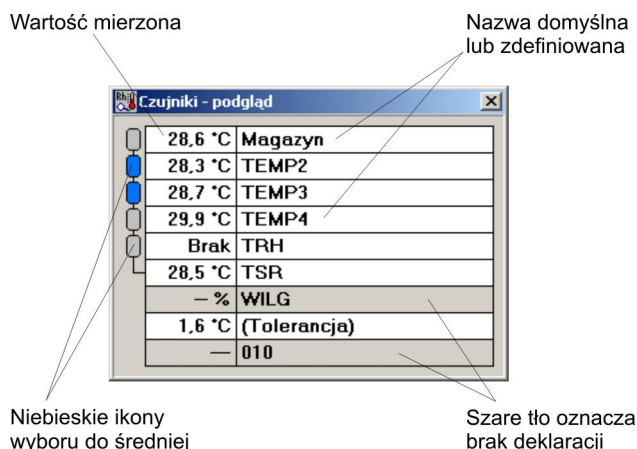 Wartość mierzona
Nazwa domyślna
lub zdefiniowana
Czujniki - podgląd
28,6 °C Magazyn
28,3 °C TEMP2
28,7 °C TEMP3
29,9 °C TEMP4
Brak TRH
28,5 °C TSR
— % WILG
1,6 °C (Tolerancja)
— 010
Niebieskie ikony
wyboru do średniej
Szare tło oznacza
brak deklaracji